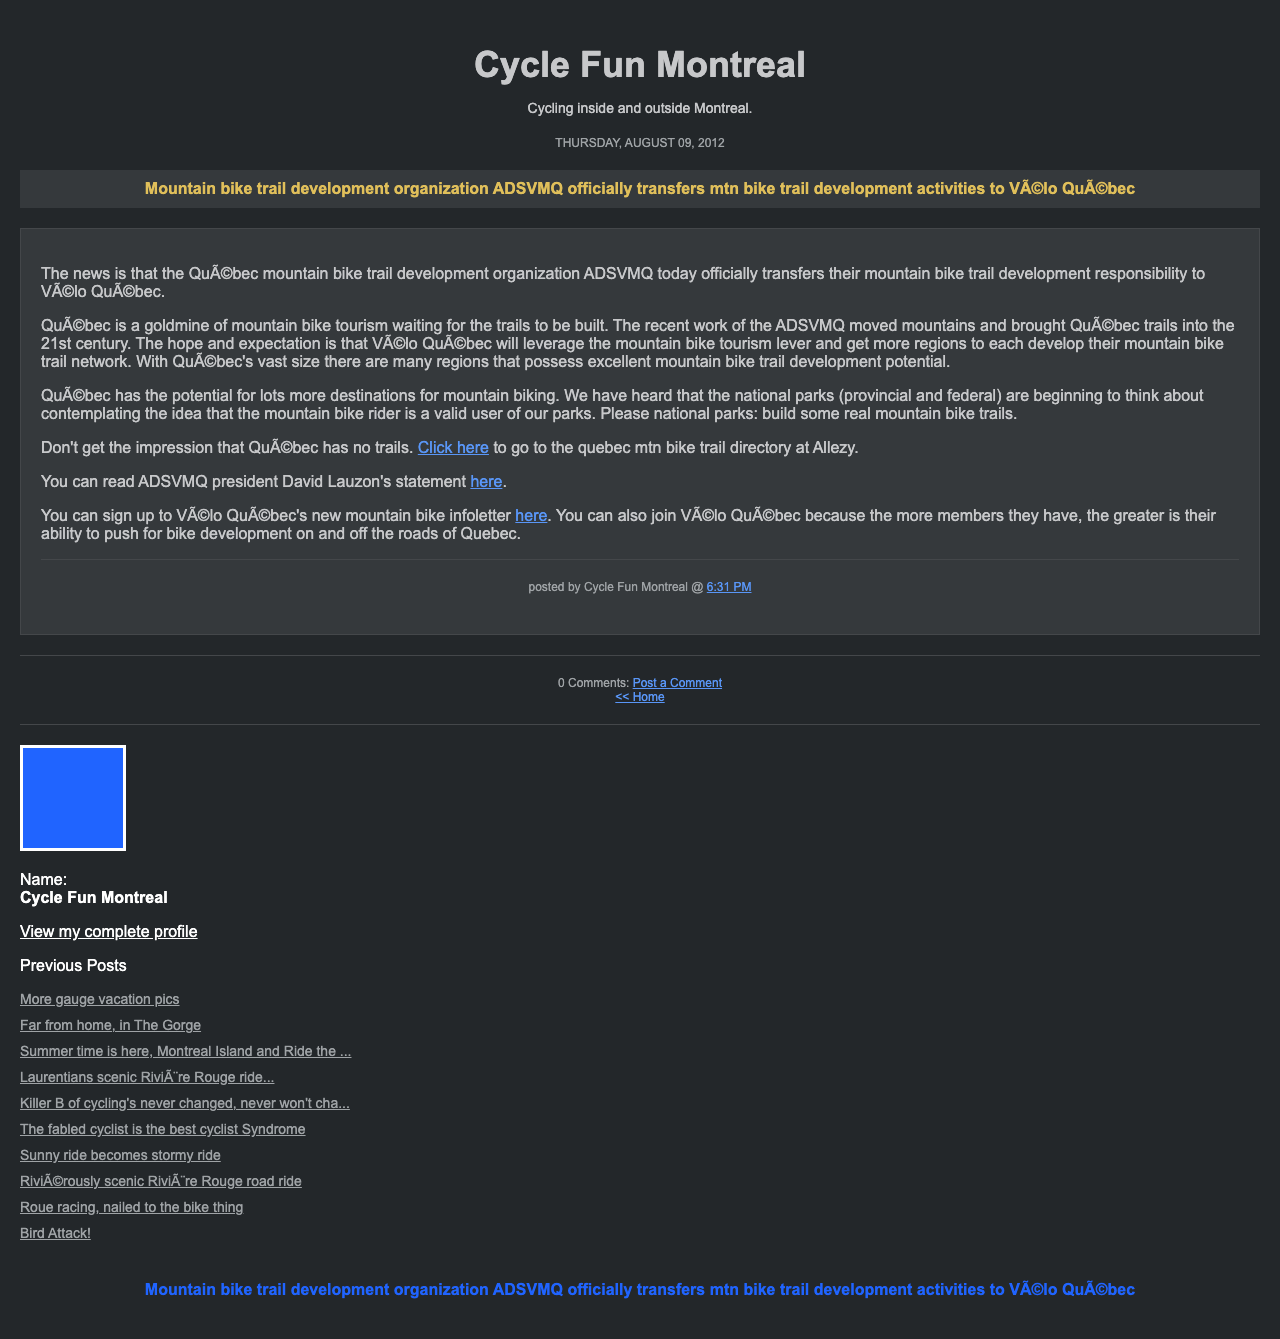 Cycle Fun Montreal
Cycling inside and outside Montreal.
THURSDAY, AUGUST 09, 2012
Mountain bike trail development organization ADSVMQ officially transfers mtn bike trail development activities to VÃ©lo QuÃ©bec
The news is that the QuÃ©bec mountain bike trail development organization ADSVMQ today officially transfers their mountain bike trail development responsibility to
VÃ©lo QuÃ©bec.
QuÃ©bec is a goldmine of mountain bike tourism waiting for the trails to be built. The recent work of the ADSVMQ moved mountains and brought QuÃ©bec trails into the
21st century. The hope and expectation is that VÃ©lo QuÃ©bec will leverage the mountain bike tourism lever and get more regions to each develop their mountain bike
trail network. With QuÃ©bec's vast size there are many regions that possess excellent mountain bike trail development potential.
QuÃ©bec has the potential for lots more destinations for mountain biking. We have heard that the national parks (provincial and federal) are beginning to think about
contemplating the idea that the mountain bike rider is a valid user of our parks. Please national parks: build some real mountain bike trails.
Don't get the impression that QuÃ©bec has no trails. Click here to go to the quebec mtn bike trail directory at Allezy.
You can read ADSVMQ president David Lauzon's statement here.
You can sign up to VÃ©lo QuÃ©bec's new mountain bike infoletter here. You can also join VÃ©lo QuÃ©bec because the more members they have, the greater is their
ability to push for bike development on and off the roads of Quebec.
posted by Cycle Fun Montreal @ 6:31 PM
0 Comments: Post a Comment
<< Home
Name:
Cycle Fun Montreal
View my complete profile
Previous Posts
More gauge vacation pics
Far from home, in The Gorge
Summer time is here, Montreal Island and Ride the ...
Laurentians scenic RiviÃ¨re Rouge ride...
Killer B of cycling's never changed, never won't cha...
The fabled cyclist is the best cyclist Syndrome
Sunny ride becomes stormy ride
RiviÃ©rously scenic RiviÃ¨re Rouge road ride
Roue racing, nailed to the bike thing
Bird Attack!
Mountain bike trail development organization ADSVMQ officially transfers mtn bike trail development activities to VÃ©lo QuÃ©bec